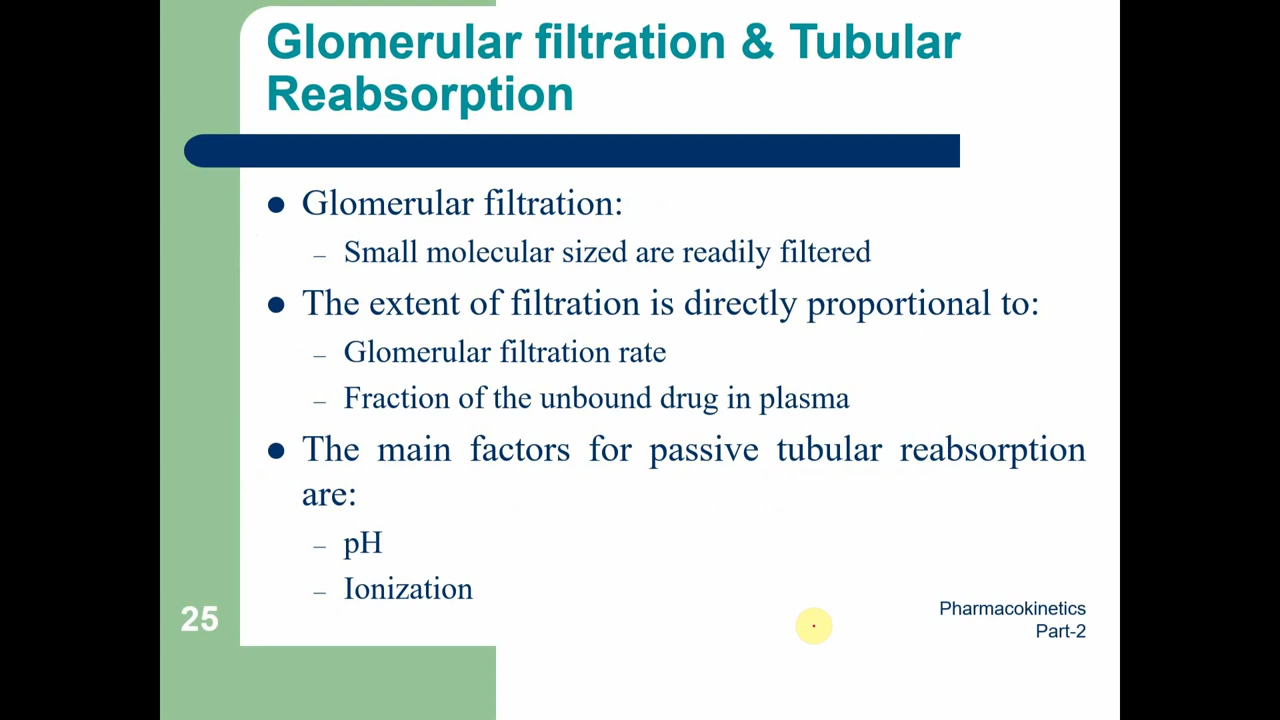 Glomerular filtration & Tubular
Reabsorption
● Glomerular filtration:
– Small molecular sized are readily filtered
● The extent of filtration is directly proportional to:
– Glomerular filtration rate
– Fraction of the unbound drug in plasma
● The main factors for passive tubular reabsorption
are:
– pH
– Ionization
25
Pharmacokinetics
Part-2